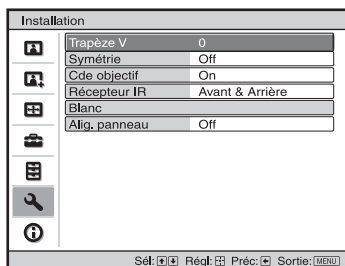 Installation
Trapèze V 0
Symétrie Off
Cde objectif On
Récepteur IR Avant & Arrière
Blanc
Alig. panneau Off
Sél: Régl: Préc: Sortie: MENU